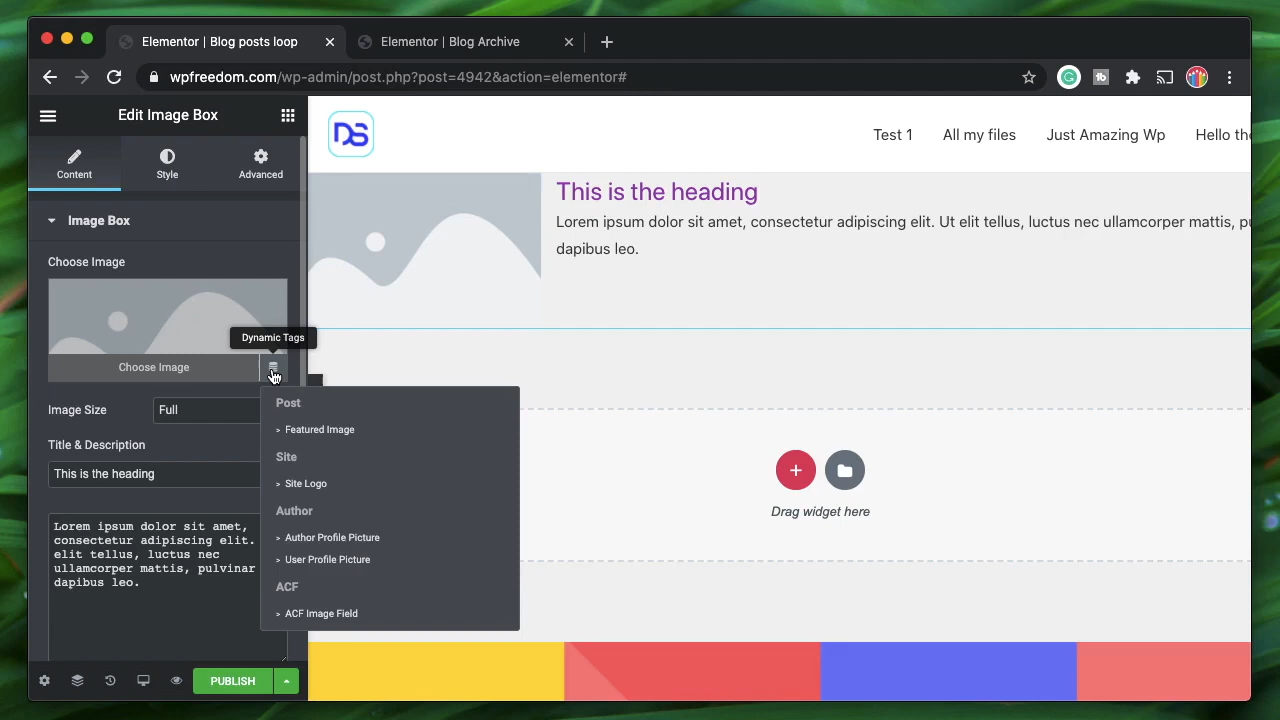 Elementor | Blog posts loop
Elementor | Blog Archive
wpfreedom.com/wp-admin/post.php?post=4942&action=elementor#
Edit Image Box
Content
Style
Advanced
Image Box
Choose Image
Dynamic Tags
Choose Image
Image Size
Full
Title & Description
This is the heading
Lorem ipsum dolor sit amet,
consectetur adipiscing elit.
elit tellus, luctus nec
ullamcorper mattis, pulvinar
dapibus leo.
PUBLISH
Post
> Featured Image
Site
> Site Logo
Author
> Author Profile Picture
> User Profile Picture
ACF
> ACF Image Field
DS
Test 1
All my files
Just Amazing Wp
Hello the
This is the heading
Lorem ipsum dolor sit amet, consectetur adipiscing elit. Ut elit tellus, luctus nec ullamcorper mattis, pu
dapibus leo.
Drag widget here